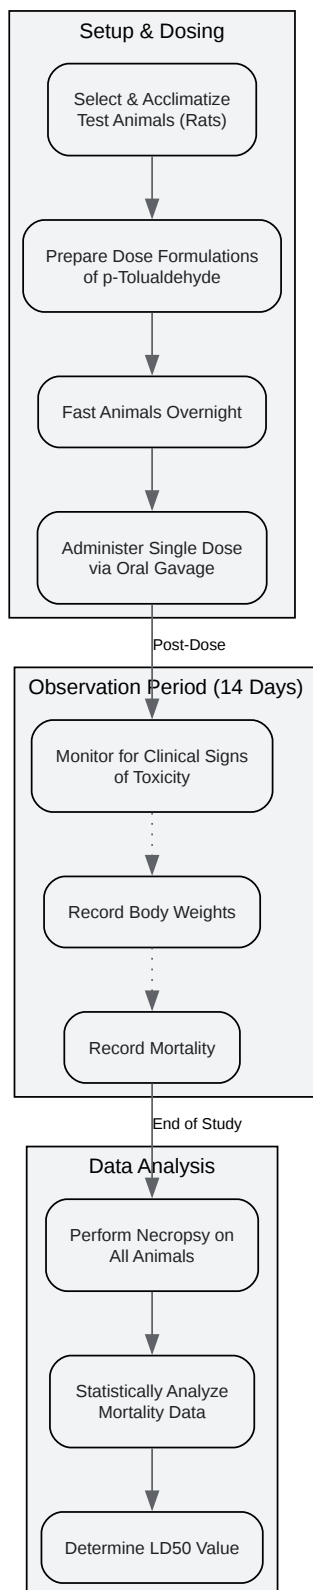 Setup & Dosing
Select & Acclimatize
Test Animals (Rats)
Prepare Dose Formulations
of p-Tolualdehyde
Fast Animals Overnight
Administer Single Dose
via Oral Gavage
Post-Dose
Observation Period (14 Days)
Monitor for Clinical Signs
of Toxicity
Record Body Weights
Record Mortality
End of Study
Data Analysis
Perform Necropsy on
All Animals
Statistically Analyze
Mortality Data
Determine LD50 Value